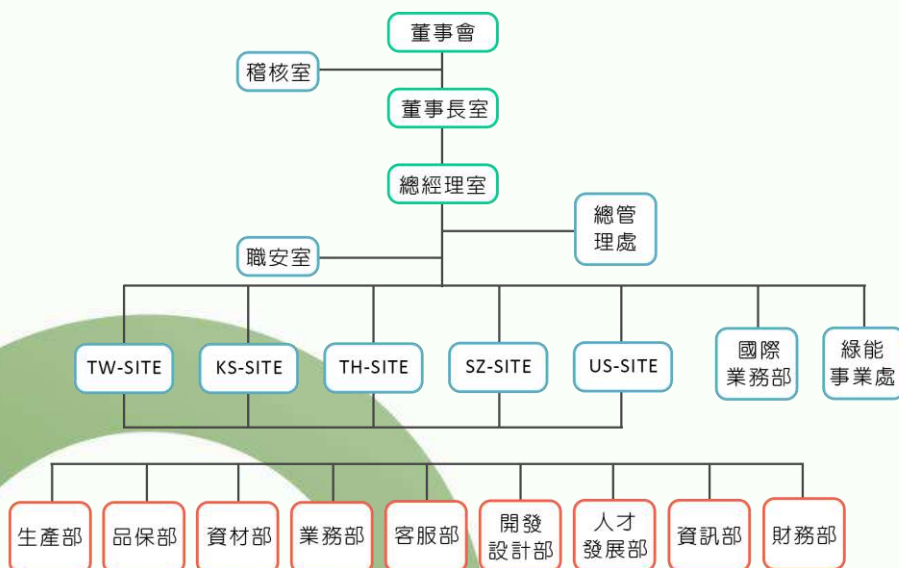 董事會
稽核室
董事長室
總經理室
總管
理處
職安室
TW-SITE
KS-SITE
TH-SITE
SZ-SITE
US-SITE
國際
業務部
綠能
事業處
生產部
品保部
資材部
業務部
客服部
開發
設計部
人才
發展部
資訊部
財務部